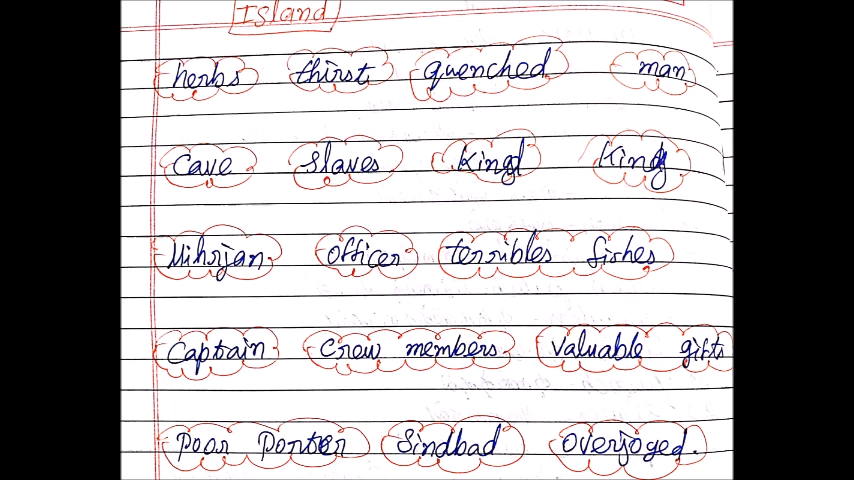 Island
herbs thirst quenched man
Cave slaves King King
Mihrjan officer terribles fishes
Captain Crew members Valuable gifts
Poor Porter Sindbad Overjoyed.